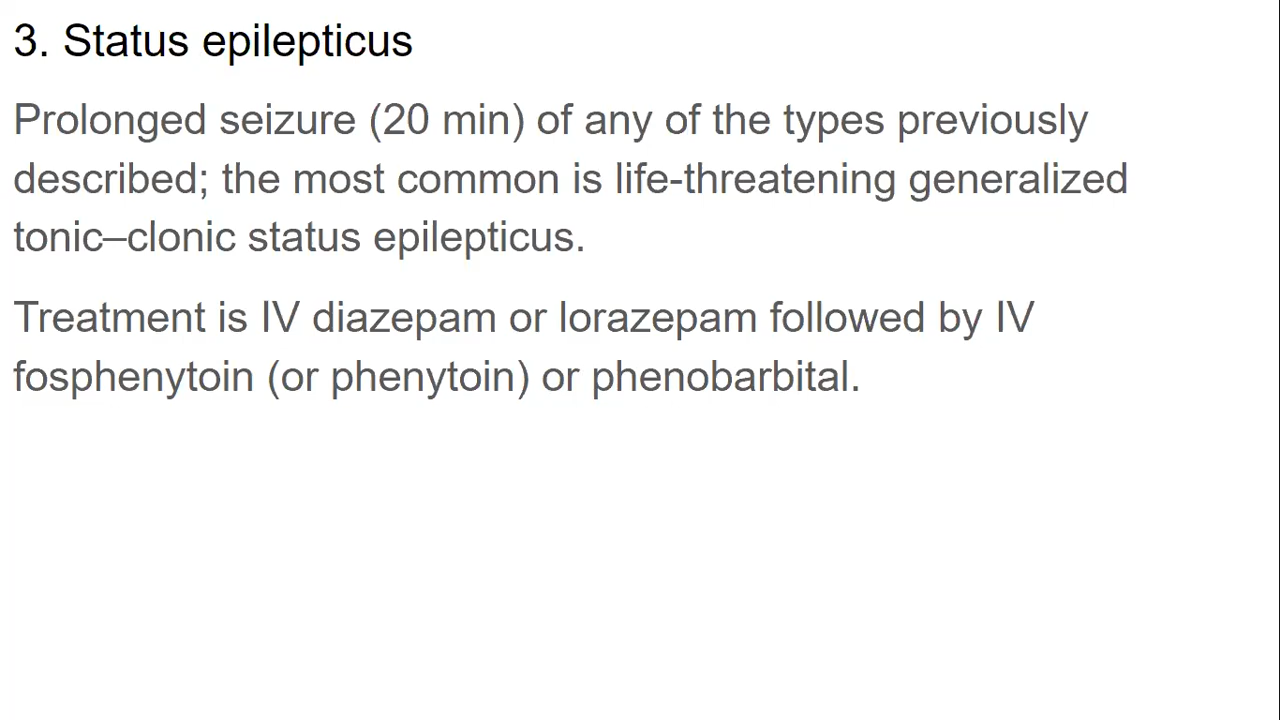 3. Status epilepticus
Prolonged seizure (20 min) of any of the types previously
described; the most common is life-threatening generalized
tonic–clonic status epilepticus.
Treatment is IV diazepam or lorazepam followed by IV
fosphenytoin (or phenytoin) or phenobarbital.